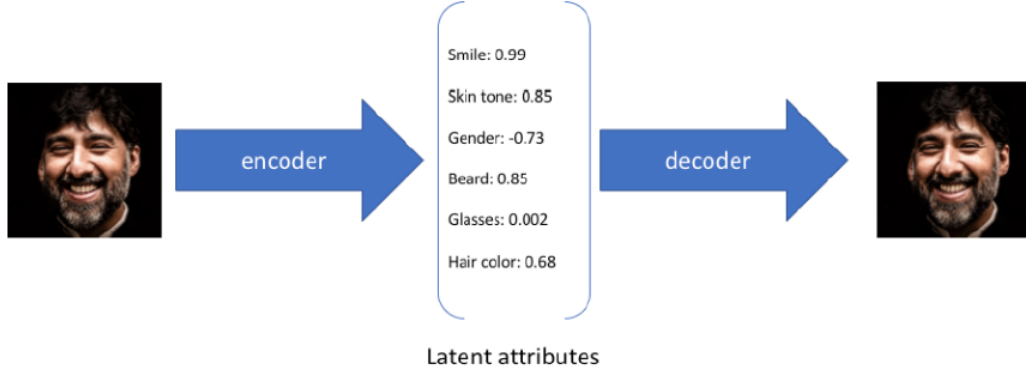 encoder
Smile: 0.99
Skin tone: 0.85
Gender: -0.73
Beard: 0.85
Glasses: 0.002
Hair color: 0.68
decoder
Latent attributes